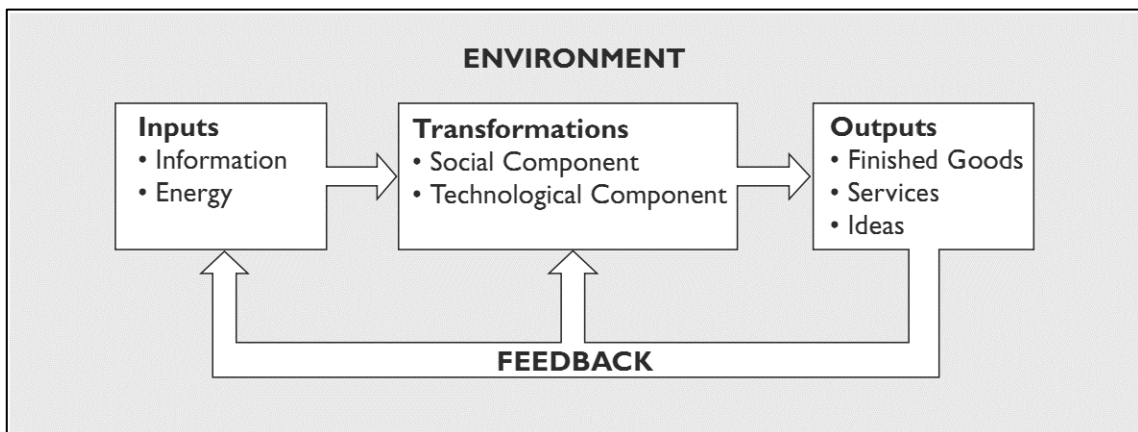 ENVIRONMENT
Inputs
• Information
• Energy
Transformations
• Social Component
• Technological Component
Outputs
• Finished Goods
• Services
• Ideas
FEEDBACK